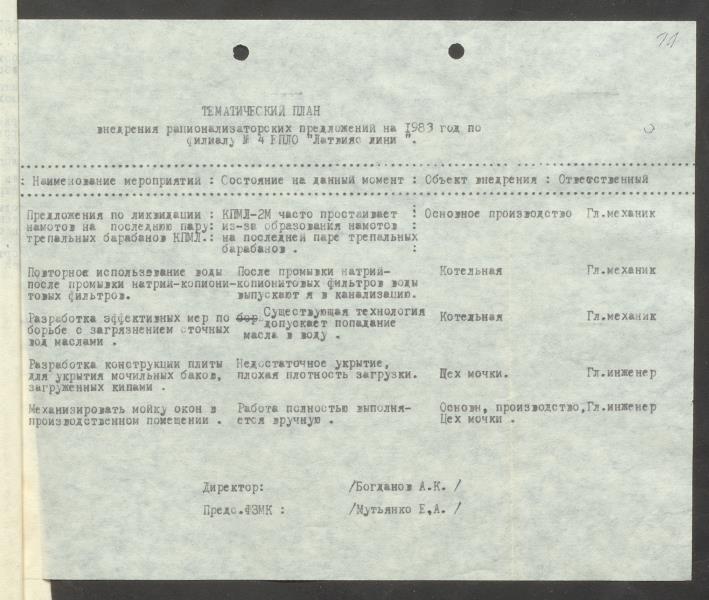 71
ТЕМАТИЧЕСКИЙ ПЛАН
внедрения рационализаторских предложений на 1983 год по
филиалу № 4 РПЛО "Латвияс лини ".
: Наименование мероприятий : Состояние на данный момент : Объект внедрения : Ответственный
Предложения по ликвидации : КПМЛ-2М часто простаивает : Основное производство Гл.механик
намотов на последнюю пару: из-за образования намотов :
трепальных барабанов КПМЛ.: на последней паре трепальных
барабанов . :
Повторное использевание воды После промывки натрий- Котельная Гл.механик
после промывки натрий-копиони-копионитовых фильтров воды
товых фильтров. выпускают я в канализацию.
Разработка эффективных мер по бор Существующая технология Котельная Гл.механик
борьбе с загрязнением сточных допускает попадание
вод маслами . масла в воду .
Разработка конструкции плиты Недостаточное укрытие,
для укрытия мочильных баков, плохая плотность загрузки. Цех мочки. Гл.инженер
загруженных кипами .
Механизировать мойку окон в Работа полностью выполня- Основн, производство,Гл.инженер
производственном помещении . ется вручную . Цех мочки .
Директор: /Богданов А.К. /
Предс.ФЗМК : /Мутьянко Е,А. /